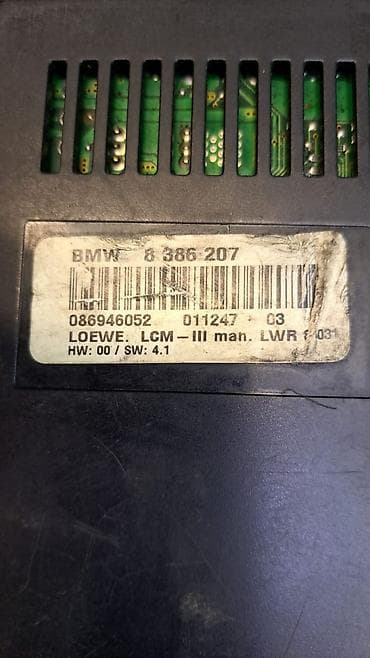 BMW 8 386 207
086946052 011247 03
LOEWE. LCM-III man. LWR
HW: 00 / SW: 4.1